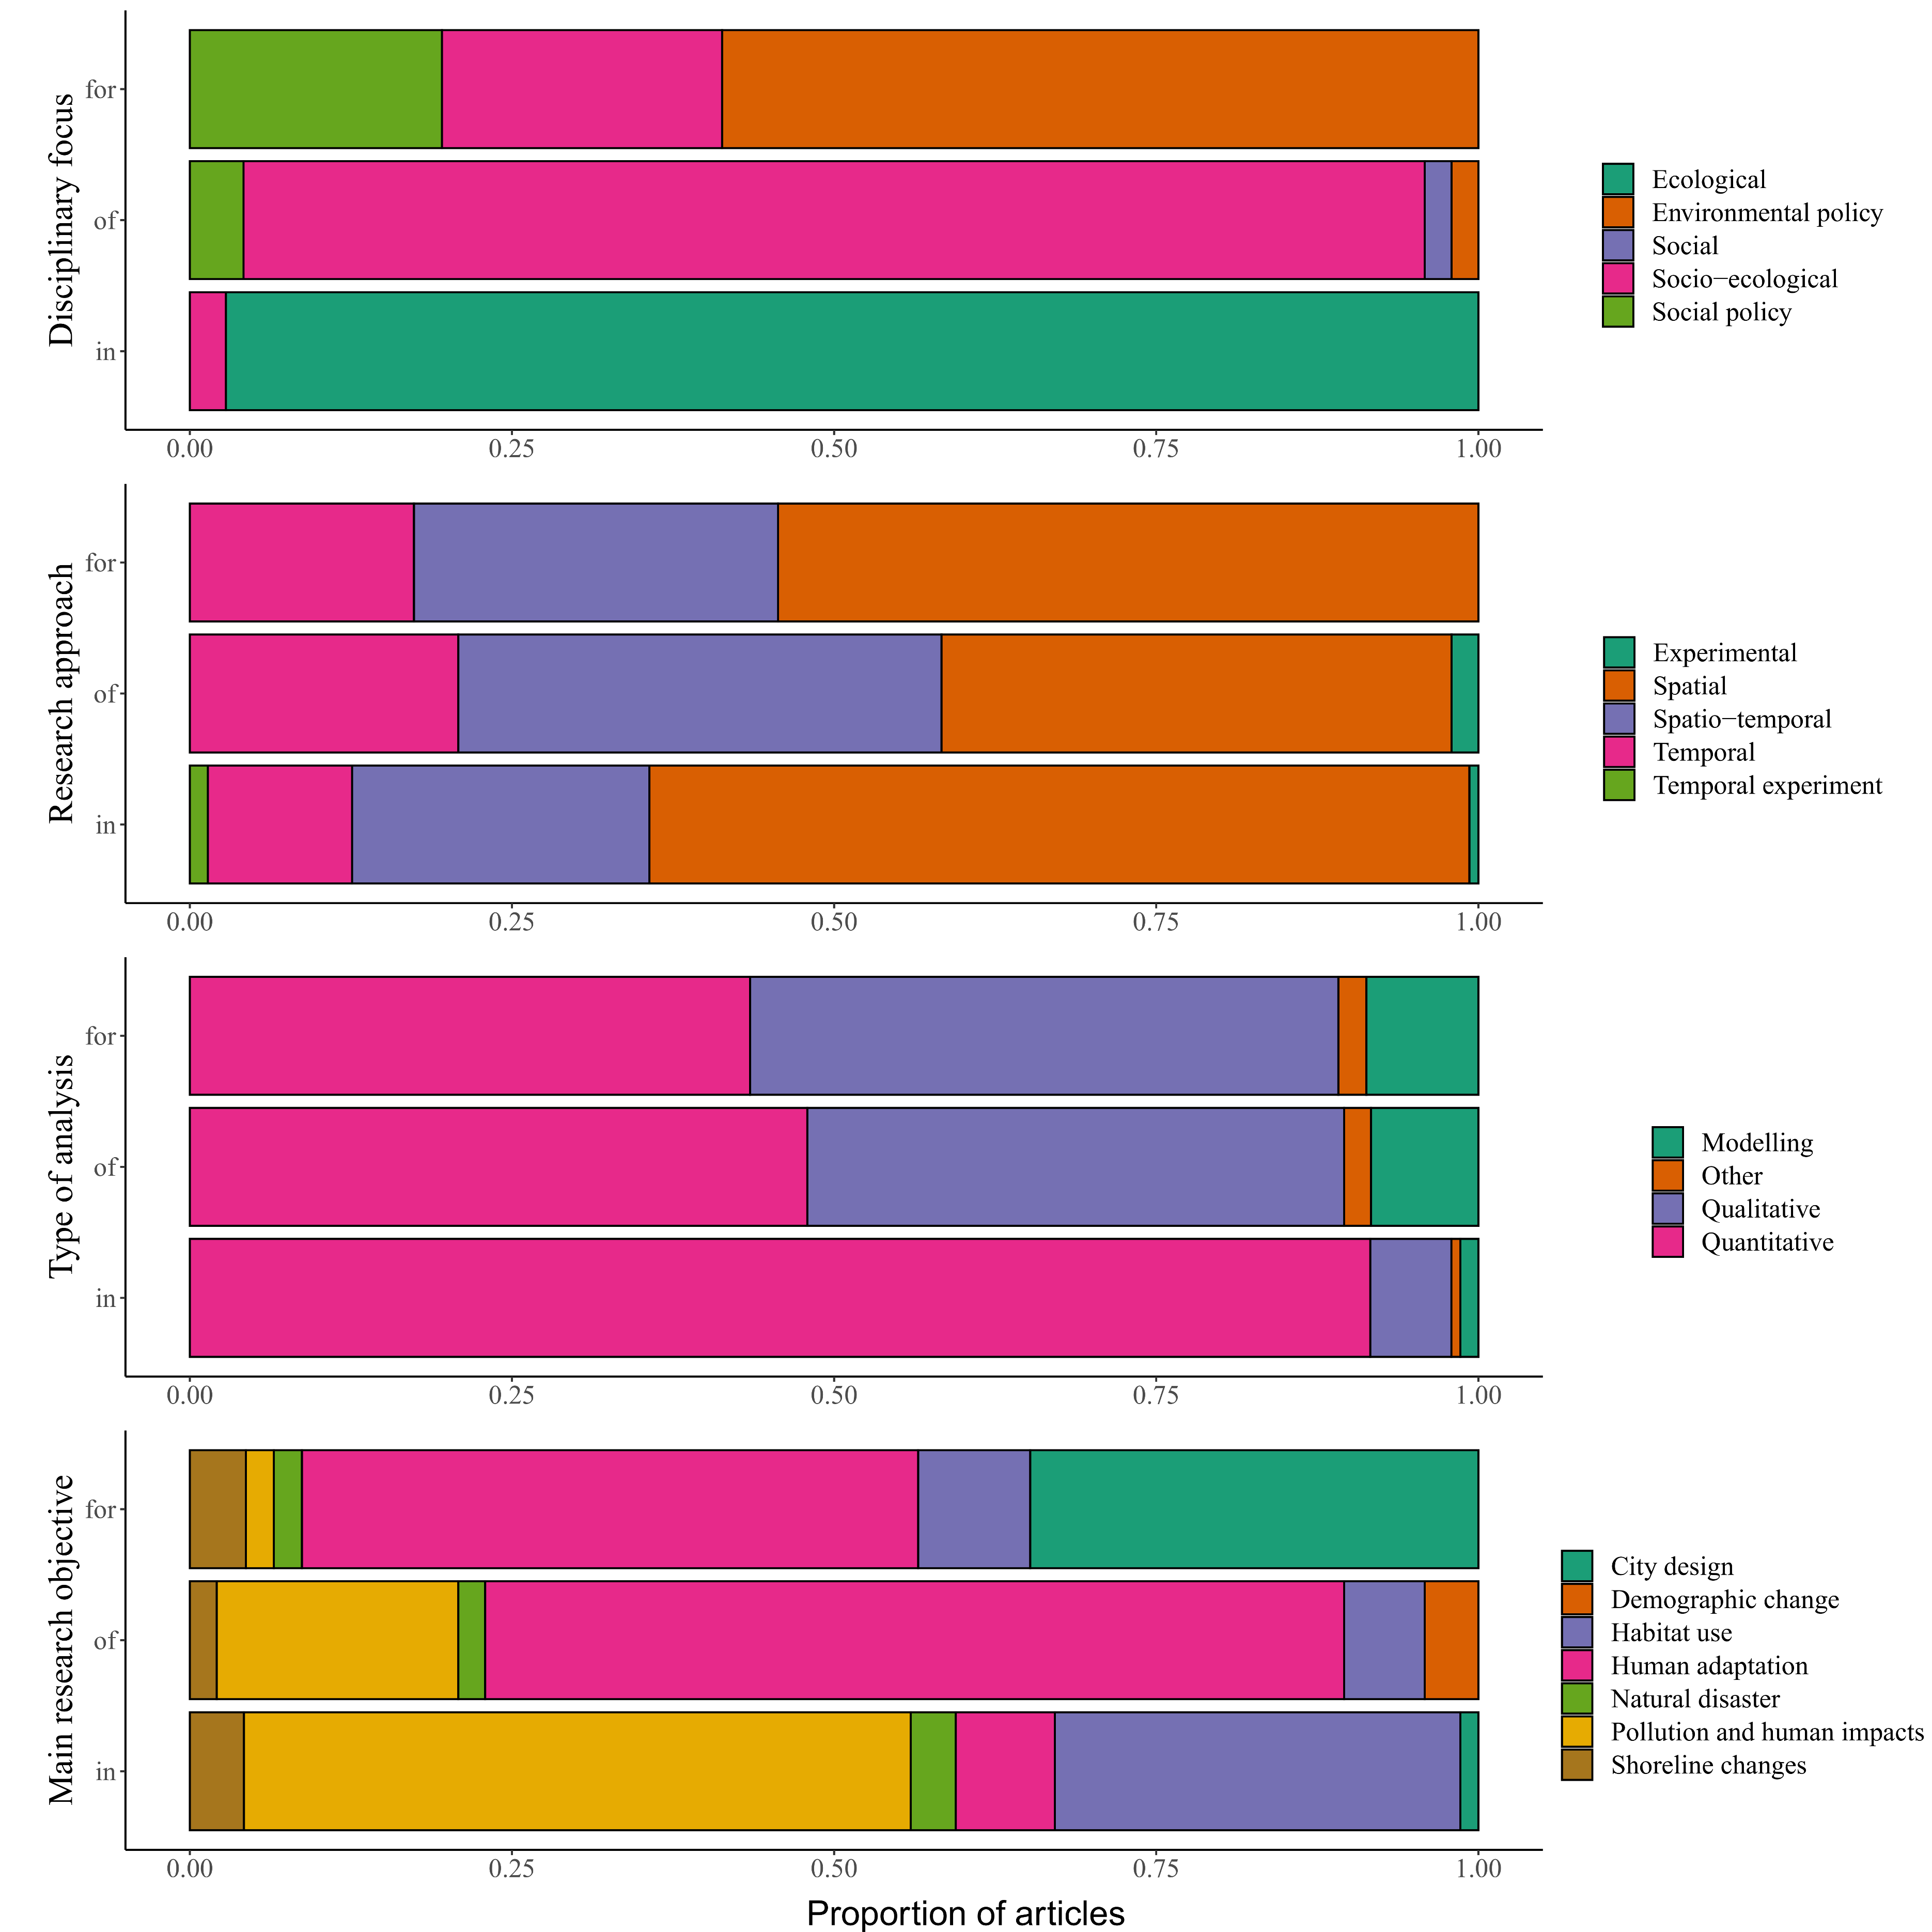 Disciplinary focus
for
of
in
0.00 0.25 0.50 0.75 1.00
Ecological
Environmental policy
Social
Socio−ecological
Social policy
Research approach
for
of
in
0.00 0.25 0.50 0.75 1.00
Experimental
Spatial
Spatio−temporal
Temporal
Temporal experiment
Type of analysis
for
of
in
0.00 0.25 0.50 0.75 1.00
Modelling
Other
Qualitative
Quantitative
Main research objective
for
of
in
0.00 0.25 0.50 0.75 1.00
City design
Demographic change
Habitat use
Human adaptation
Natural disaster
Pollution and human impacts
Shoreline changes
Proportion of articles